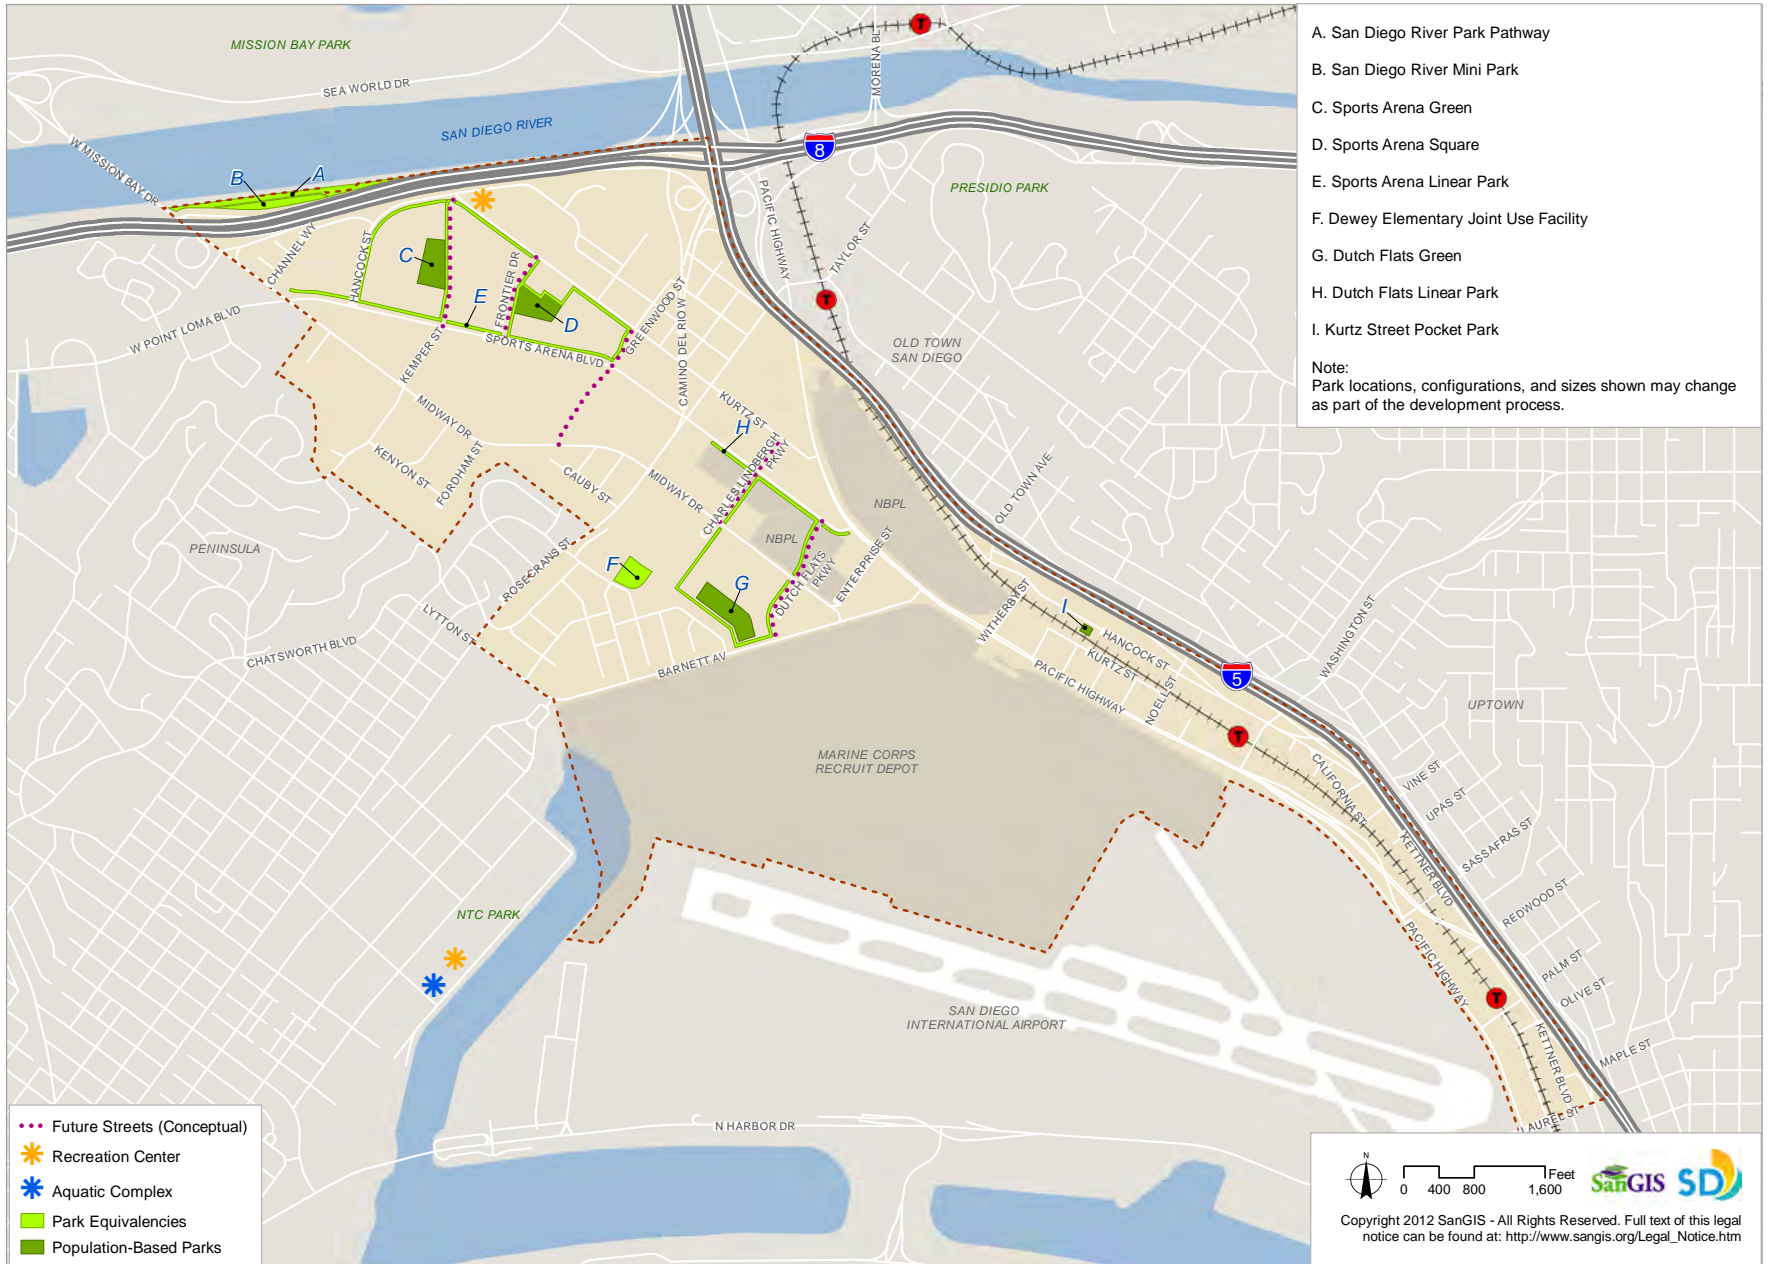 MISSION BAY PARK
SEA WORLD DR
SAN DIEGO RIVER
W MISSION BAY DR
MORENA BL
T
8
A. San Diego River Park Pathway
B. San Diego River Mini Park
C. Sports Arena Green
D. Sports Arena Square
E. Sports Arena Linear Park
F. Dewey Elementary Joint Use Facility
G. Dutch Flats Green
H. Dutch Flats Linear Park
I. Kurtz Street Pocket Park
Note:
Park locations, configurations, and sizes shown may change
as part of the development process.
B
A
PRESIDIO PARK
PACIFIC HIGHWAY
TAYLOR ST
CHANNEL WY
HANCOCK ST
C
E
FRONTIER DR
D
GREENWOOD ST
CAMINO DEL RIO W
T
W POINT LOMA BLVD
KEMPER ST
SPORTS ARENA BLVD
OLD TOWN
SAN DIEGO
MIDWAY DR
KURTZ ST
H
KENYON ST
FORDHAM ST
CAUBY ST
MIDWAY DR
CHARLES LINDBERGH
PKWY
NBPL
NBPL
OLD TOWN AVE
PENINSULA
ROSECRANS ST
F
G
DUTCH FLATS
PKWY
ENTERPRISE ST
WITHERBY ST
I
HANCOCK ST
KURTZ ST
WASHINGTON ST
LYTTON ST
CHATSWORTH BLVD
BARNETT AV
PACIFIC HIGHWAY
NOELL ST
5
UPTOWN
T
MARINE CORPS
RECRUIT DEPOT
CALIFORNIA ST
VINE ST
UPAS ST
SASSAFRAS ST
KETTNER BLVD
REDWOOD ST
NTC PARK
PACIFIC HIGHWAY
PALM ST
OLIVE ST
T
SAN DIEGO
INTERNATIONAL AIRPORT
KETTNER BLVD
MAPLE ST
LAUREL ST
N HARBOR DR
Future Streets (Conceptual)
Recreation Center
Aquatic Complex
Park Equivalencies
Population-Based Parks
N
Feet
0 400 800 1,600
SanGIS
SD
Copyright 2012 SanGIS - All Rights Reserved. Full text of this legal
notice can be found at: http://www.sangis.org/Legal_Notice.htm